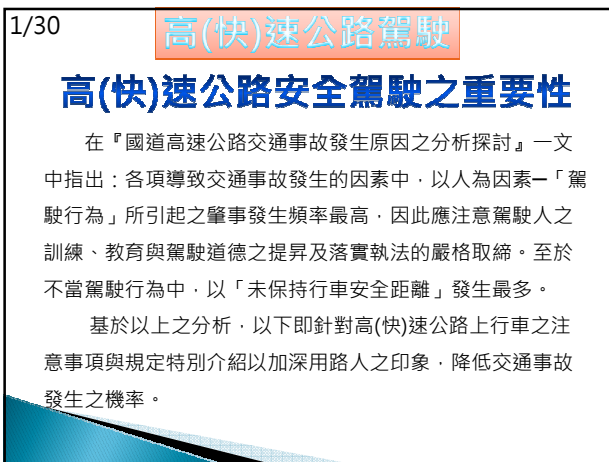 1/30
高(快)速公路駕駛
高(快)速公路安全駕駛之重要性
在『國道高速公路交通事故發生原因之分析探討』一文
中指出：各項導致交通事故發生的因素中，以人為因素─「駕
駛行為」所引起之肇事發生頻率最高，因此應注意駕駛人之
訓練、教育與駕駛道德之提昇及落實執法的嚴格取締。至於
不當駕駛行為中，以「未保持行車安全距離」發生最多。
基於以上之分析，以下即針對高(快)速公路上行車之注
意事項與規定特別介紹以加深用路人之印象，降低交通事故
發生之機率。